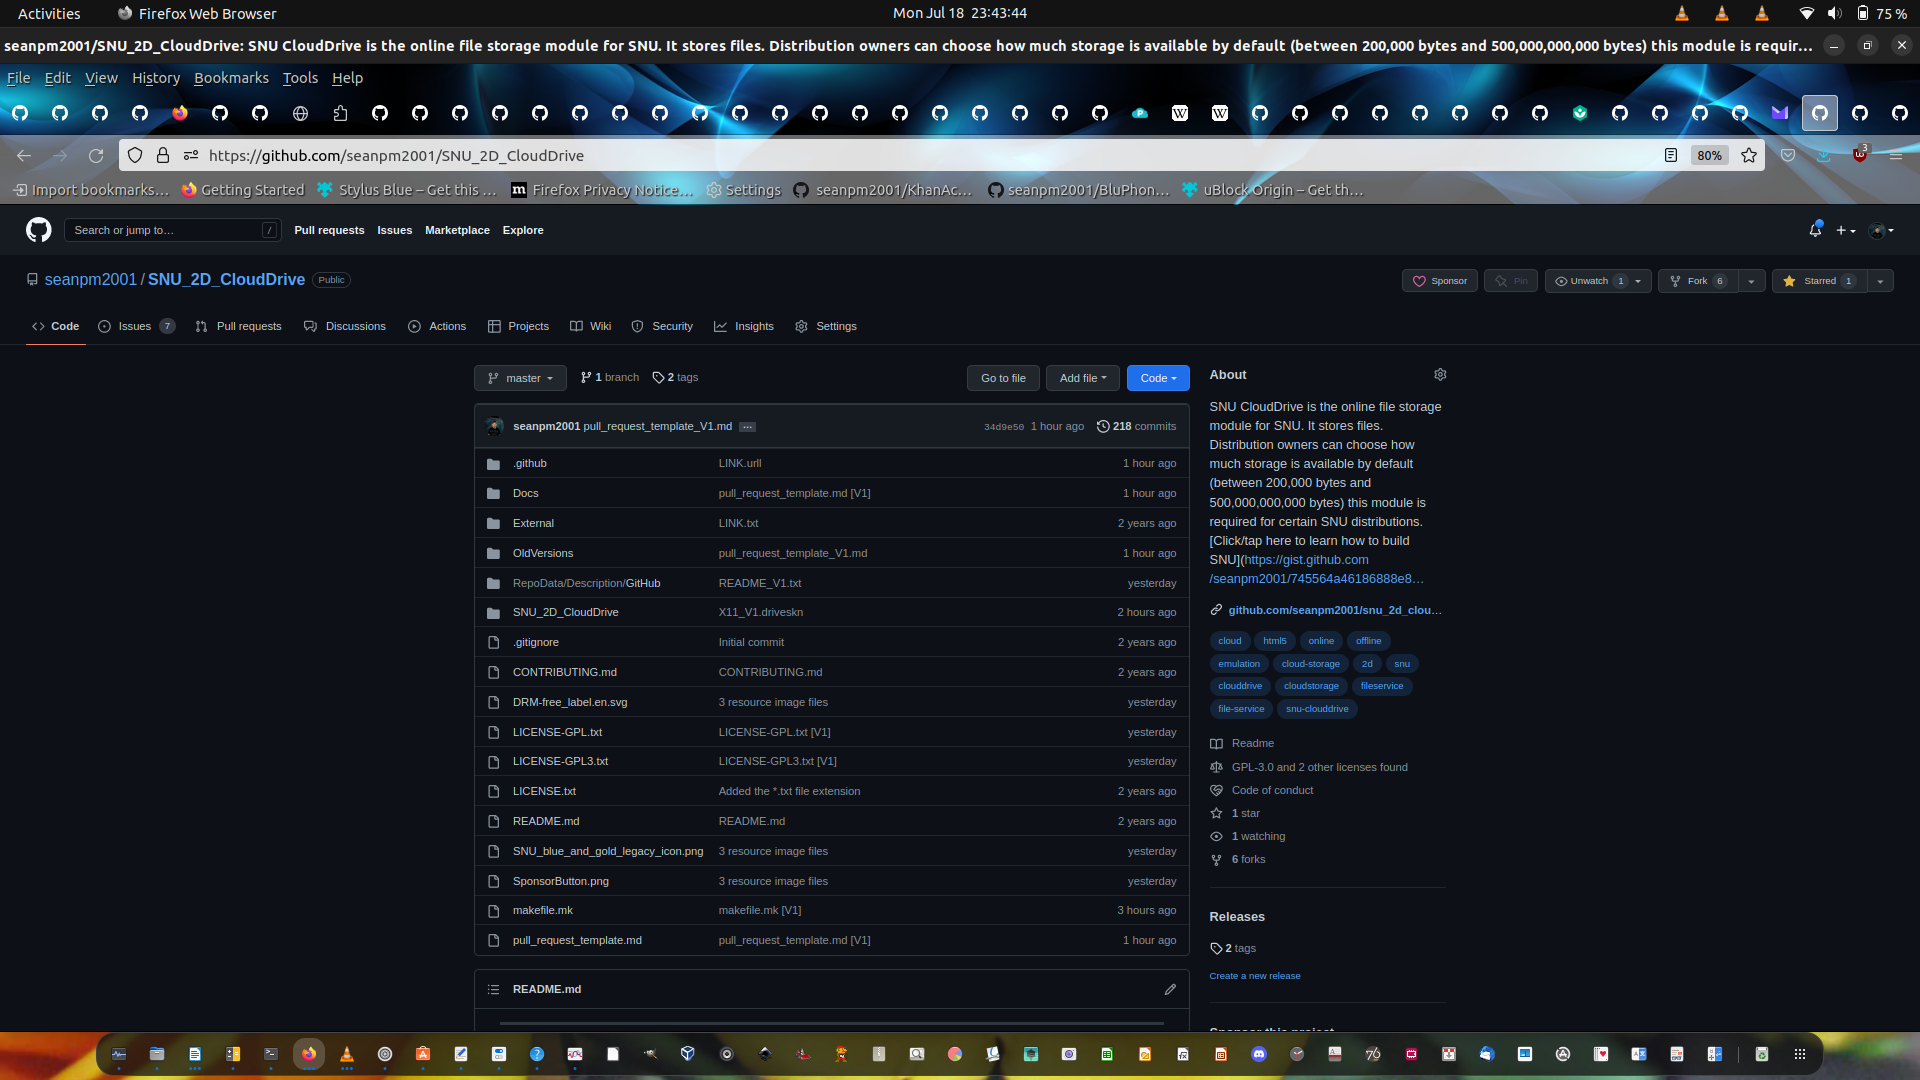 Activities Firefox Web Browser Mon Jul 18 23:43:44 75 %
seanpm2001/SNU_2D_CloudDrive: SNU CloudDrive is the online file storage module for SNU. It stores files. Distribution owners can choose how much storage is available by default (between 200,000 bytes and 500,000,000,000 bytes) this module is requir...
File Edit View History Bookmarks Tools Help
https://github.com/seanpm2001/SNU_2D_CloudDrive 80% 3
Import bookmarks... Getting Started Stylus Blue – Get this ... Firefox Privacy Notice... Settings seanpm2001/KhanAc... seanpm2001/BluPhon... uBlock Origin – Get th...
Search or jump to... / Pull requests Issues Marketplace Explore
seanpm2001 / SNU_2D_CloudDrive Public Sponsor Pin Unwatch 1 Fork 6 Starred 1
Code Issues 7 Pull requests Discussions Actions Projects Wiki Security Insights Settings
master 1 branch 2 tags Go to file Add file Code
seanpm2001 pull_request_template_V1.md ... 34d9e50 1 hour ago 218 commits
.github LINK.urll 1 hour ago
Docs pull_request_template.md [V1] 1 hour ago
External LINK.txt 2 years ago
OldVersions pull_request_template_V1.md 1 hour ago
RepoData/Description/GitHub README_V1.txt yesterday
SNU_2D_CloudDrive X11_V1.driveskn 2 hours ago
.gitignore Initial commit 2 years ago
CONTRIBUTING.md CONTRIBUTING.md 2 years ago
DRM-free_label.en.svg 3 resource image files yesterday
LICENSE-GPL.txt LICENSE-GPL.txt [V1] yesterday
LICENSE-GPL3.txt LICENSE-GPL3.txt [V1] yesterday
LICENSE.txt Added the *.txt file extension 2 years ago
README.md README.md 2 years ago
SNU_blue_and_gold_legacy_icon.png 3 resource image files yesterday
SponsorButton.png 3 resource image files yesterday
makefile.mk makefile.mk [V1] 3 hours ago
pull_request_template.md pull_request_template.md [V1] 1 hour ago
README.md
About
SNU CloudDrive is the online file storage
module for SNU. It stores files.
Distribution owners can choose how
much storage is available by default
(between 200,000 bytes and
500,000,000,000 bytes) this module is
required for certain SNU distributions.
[Click/tap here to learn how to build
SNU](https://gist.github.com
/seanpm2001/745564a46186888e8...
github.com/seanpm2001/snu_2d_clou...
cloud html5 online offline
emulation cloud-storage 2d snu
clouddrive cloudstorage fileservice
file-service snu-clouddrive
Readme
GPL-3.0 and 2 other licenses found
Code of conduct
1 star
1 watching
6 forks
Releases
2 tags
Create a new release
Sponsor this project